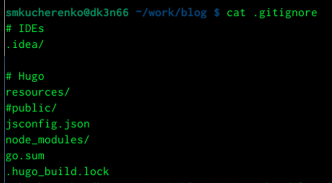 smkucherenko@dk3n66 ~/work/blog $ cat .gitignore
# IDEs
.idea/

# Hugo
resources/
#public/
jsconfig.json
node_modules/
go.sum
.hugo_build.lock